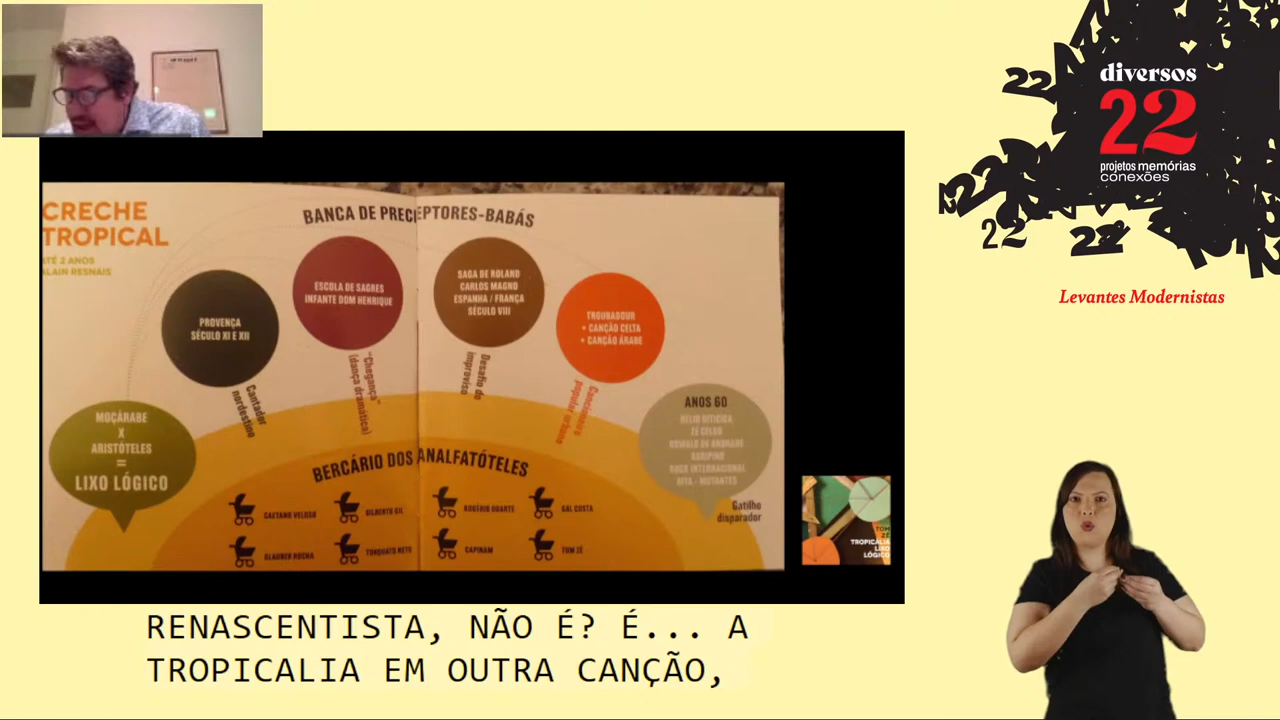 diversos
22
projetos memórias
conexões
Levantes Modernistas
CRECHE
TROPICAL
ATÉ 2 ANOS
ALAIN RESNAIS
BANCA DE PRECEPTORES-BABÁS
PROVENÇA
SÉCULO XI E XII
Cantador
nordestino
ESCOLA DE SAGRES
INFANTE DOM HENRIQUE
"Chegança"
(dança dramática)
SAGA DE ROLAND
CARLOS MAGNO
ESPANHA / FRANÇA
SÉCULO VIII
Desafio do
improviso
TROUBADOUR
+ CANÇÃO CELTA
+ CANÇÃO ÁRABE
Cancioneiro
popular urbano
MOÇÁRABE
X
ARISTÓTELES
=
LIXO LÓGICO
ANOS 60
HELIO OITICICA
ZÉ CELSO
OSWALD DE ANDRADE
AGRIPINO
ROCK INTERNACIONAL
RITA - MUTANTES
Gatilho
disparador
BERÇÁRIO DOS ANALFATÓTELES
CAETANO VELOSO
GILBERTO GIL
ROGÉRIO DUARTE
GAL COSTA
GLAUBER ROCHA
TORQUATO NETO
CAPINAM
TOM ZÉ
TOM
ZÉ
TROPICÁLIA
LIXO
LÓGICO
RENASCENTISTA, NÃO É? É... A
TROPICALIA EM OUTRA CANÇÃO,